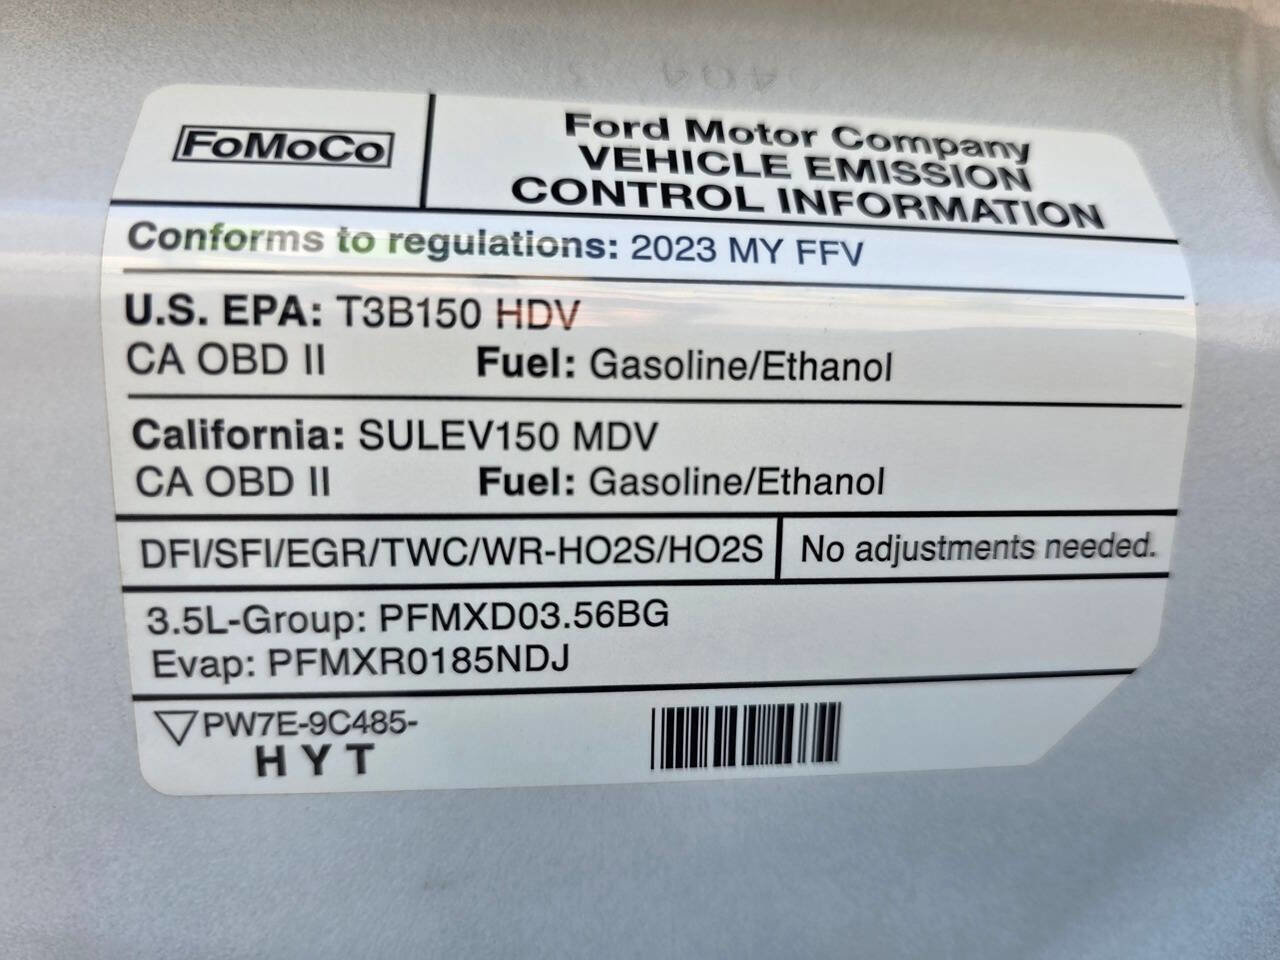 FoMoCo
Ford Motor Company
VEHICLE EMISSION
CONTROL INFORMATION
Conforms to regulations: 2023 MY FFV
U.S. EPA: T3B150 HDV
CA OBD II Fuel: Gasoline/Ethanol
California: SULEV150 MDV
CA OBD II Fuel: Gasoline/Ethanol
DFI/SFI/EGR/TWC/WR-HO2S/HO2S No adjustments needed.
3.5L-Group: PFMXD03.56BG
Evap: PFMXR0185NDJ
PW7E-9C485-
HYT